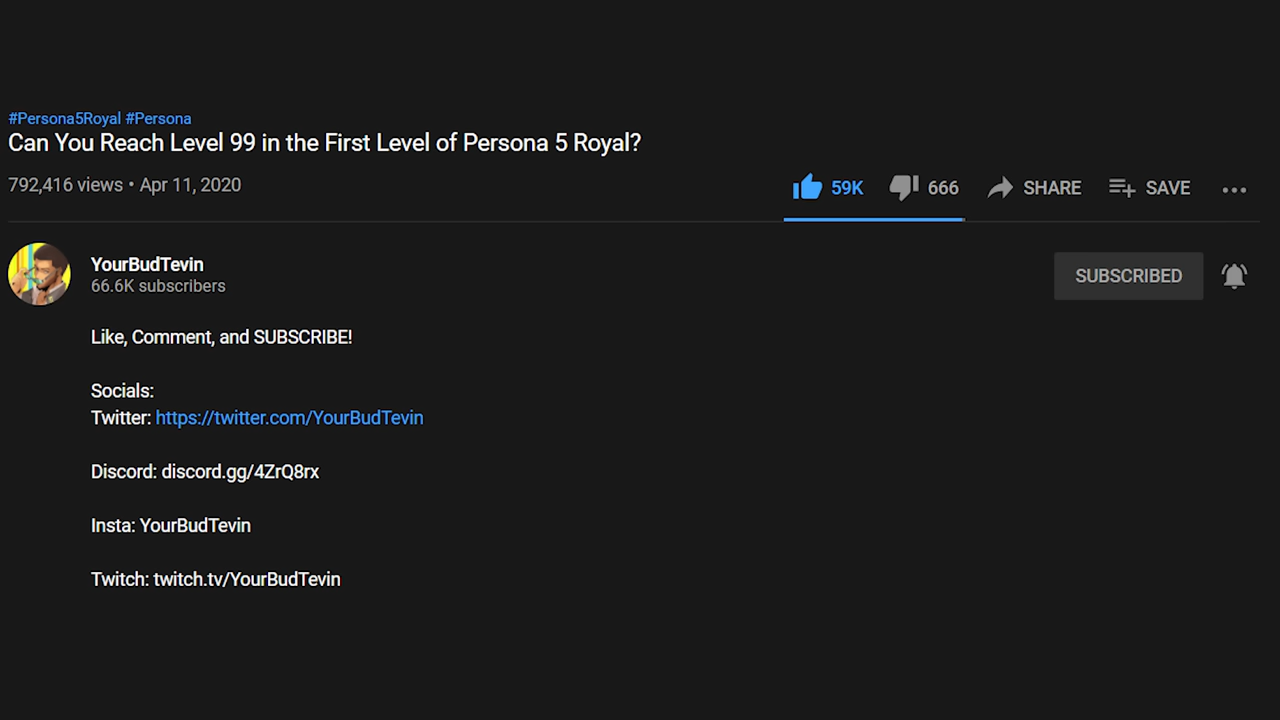 #Persona5Royal #Persona
Can You Reach Level 99 in the First Level of Persona 5 Royal?
792,416 views • Apr 11, 2020
59K 666 SHARE SAVE
YourBudTevin
66.6K subscribers
SUBSCRIBED
Like, Comment, and SUBSCRIBE!
Socials:
Twitter: https://twitter.com/YourBudTevin
Discord: discord.gg/4ZrQ8rx
Insta: YourBudTevin
Twitch: twitch.tv/YourBudTevin